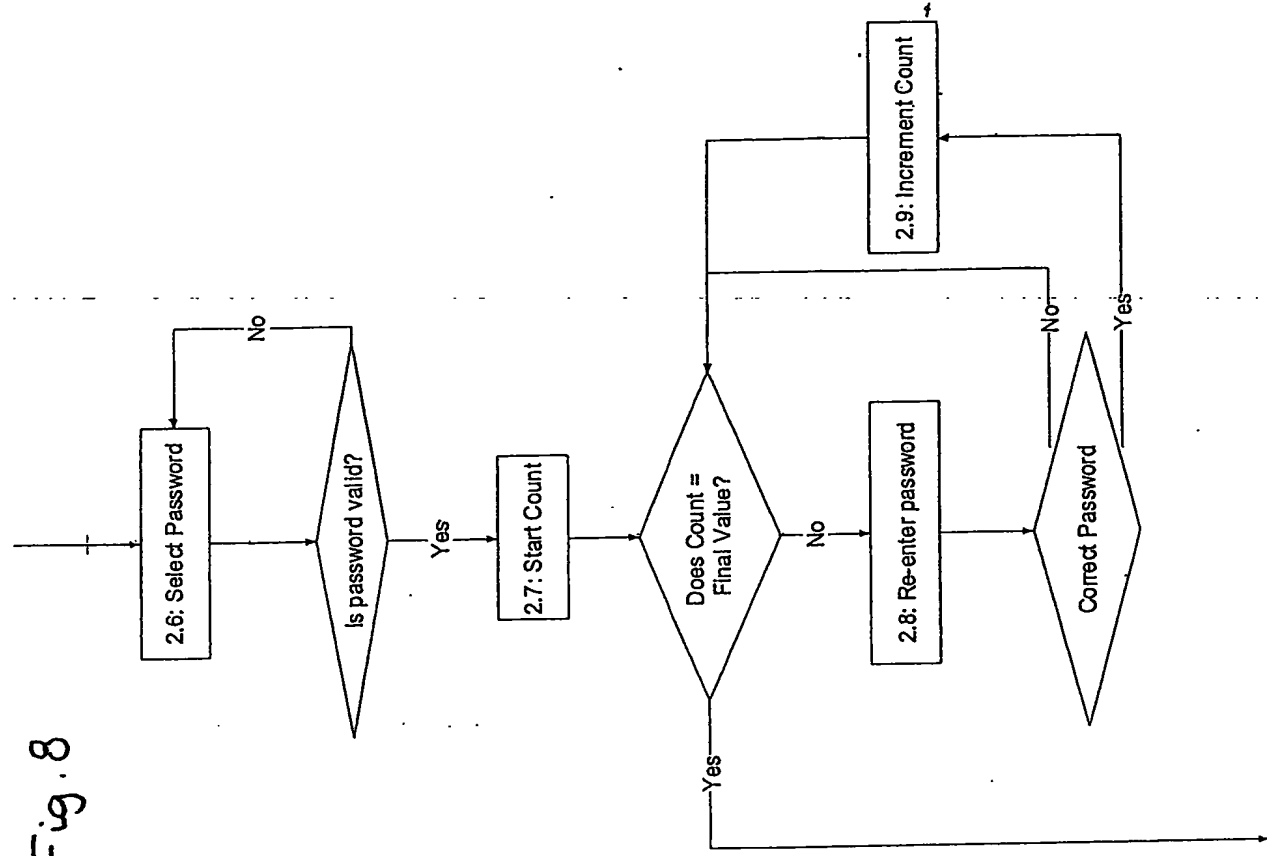 Fig. 8
2.6: Select Password
Is password valid?
No
Yes
2.7: Start Count
Does Count =
Final Value?
Yes
No
2.8: Re-enter password
Correct Password
No
Yes
2.9: Increment Count